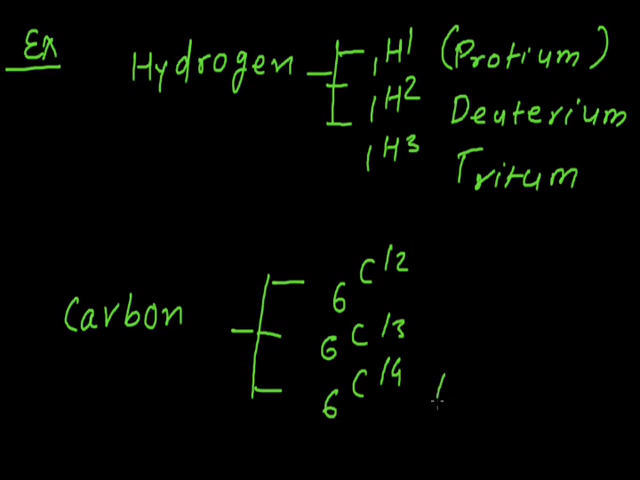 Ex
Hydrogen
₁H¹ (Protium)
₁H² Deuterium
₁H³ Tritum
Carbon
₆C¹²
₆C¹³
₆C¹⁴